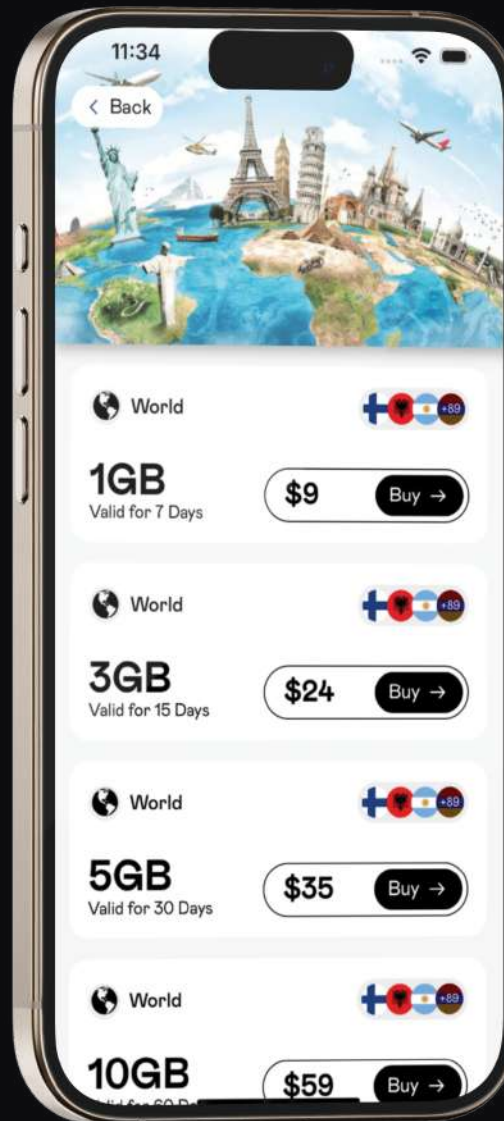 11:34
Back
World
+89
1GB
Valid for 7 Days
$9
Buy →
World
+89
3GB
Valid for 15 Days
$24
Buy →
World
+89
5GB
Valid for 30 Days
$35
Buy →
World
+89
10GB
$59
Buy →